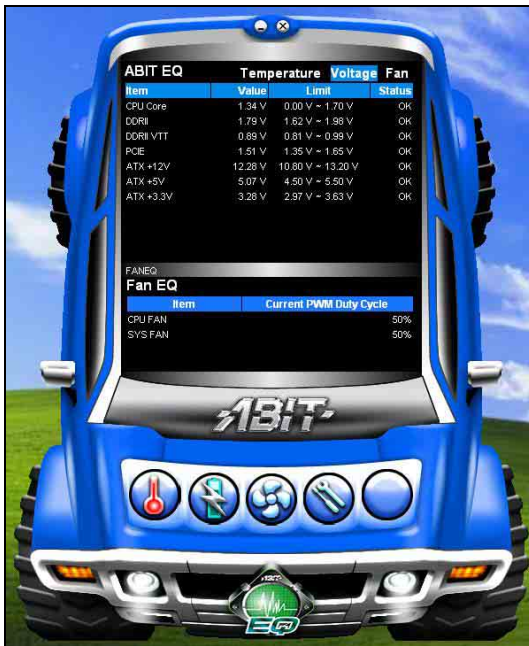 ABIT EQ Temperature Voltage Fan
Item Value Limit Status
CPU Core 1.34 V 0.00 V ~ 1.70 V OK
DDRII 1.79 V 1.62 V ~ 1.98 V OK
DDRII VTT 0.89 V 0.81 V ~ 0.99 V OK
PCIE 1.51 V 1.35 V ~ 1.65 V OK
ATX +12V 12.28 V 10.80 V ~ 13.20 V OK
ATX +5V 5.07 V 4.50 V ~ 5.50 V OK
ATX +3.3V 3.28 V 2.97 V ~ 3.63 V OK
FANEQ
Fan EQ
Item Current PWM Duty Cycle
CPU FAN 50%
SYS FAN 50%
ABIT
ABIT
EQ